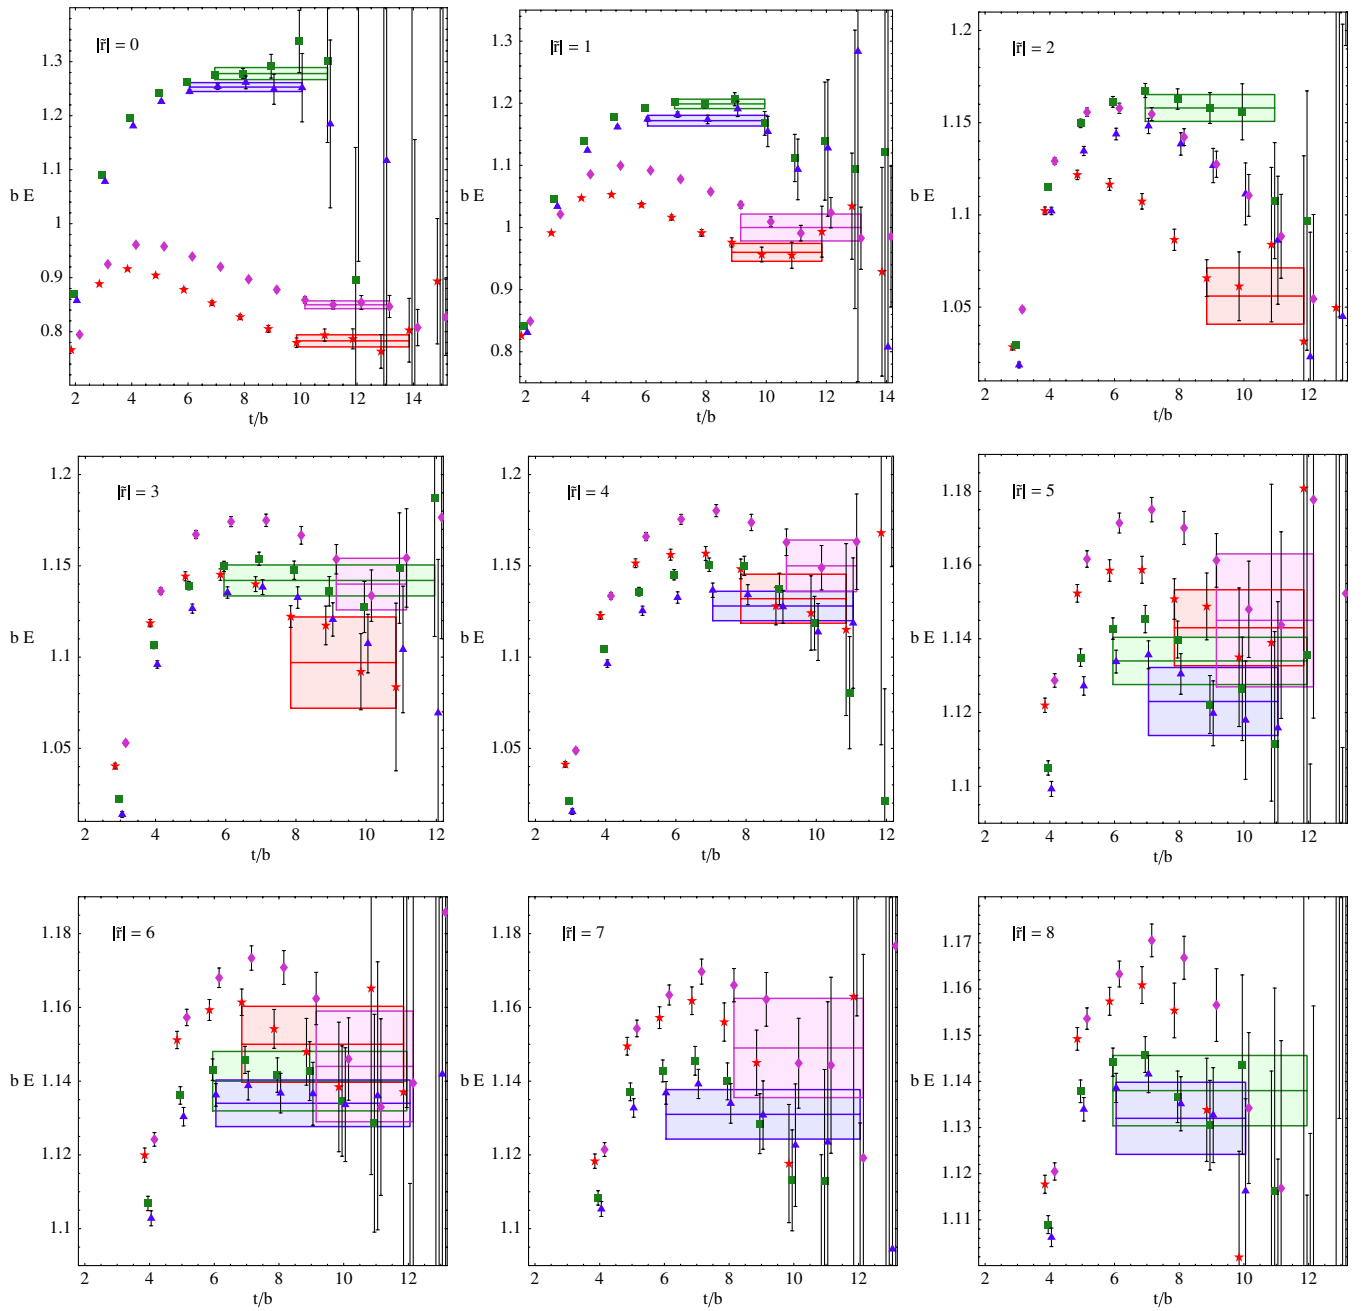 |r̃| = 0
b E
1.3
1.2
1.1
1
0.9
0.8
2 4 6 8 10 12 14
t/b
|r̃| = 1
b E
1.3
1.2
1.1
1
0.9
0.8
2 4 6 8 10 12 14
t/b
|r̃| = 2
b E
1.2
1.15
1.1
1.05
2 4 6 8 10 12
t/b
|r̃| = 3
b E
1.2
1.15
1.1
1.05
2 4 6 8 10 12
t/b
|r̃| = 4
b E
1.2
1.15
1.1
1.05
2 4 6 8 10 12
t/b
|r̃| = 5
b E
1.18
1.16
1.14
1.12
1.1
2 4 6 8 10 12
t/b
|r̃| = 6
b E
1.18
1.16
1.14
1.12
1.1
2 4 6 8 10 12
t/b
|r̃| = 7
b E
1.18
1.16
1.14
1.12
1.1
2 4 6 8 10 12
t/b
|r̃| = 8
b E
1.17
1.16
1.15
1.14
1.13
1.12
1.11
2 4 6 8 10 12
t/b